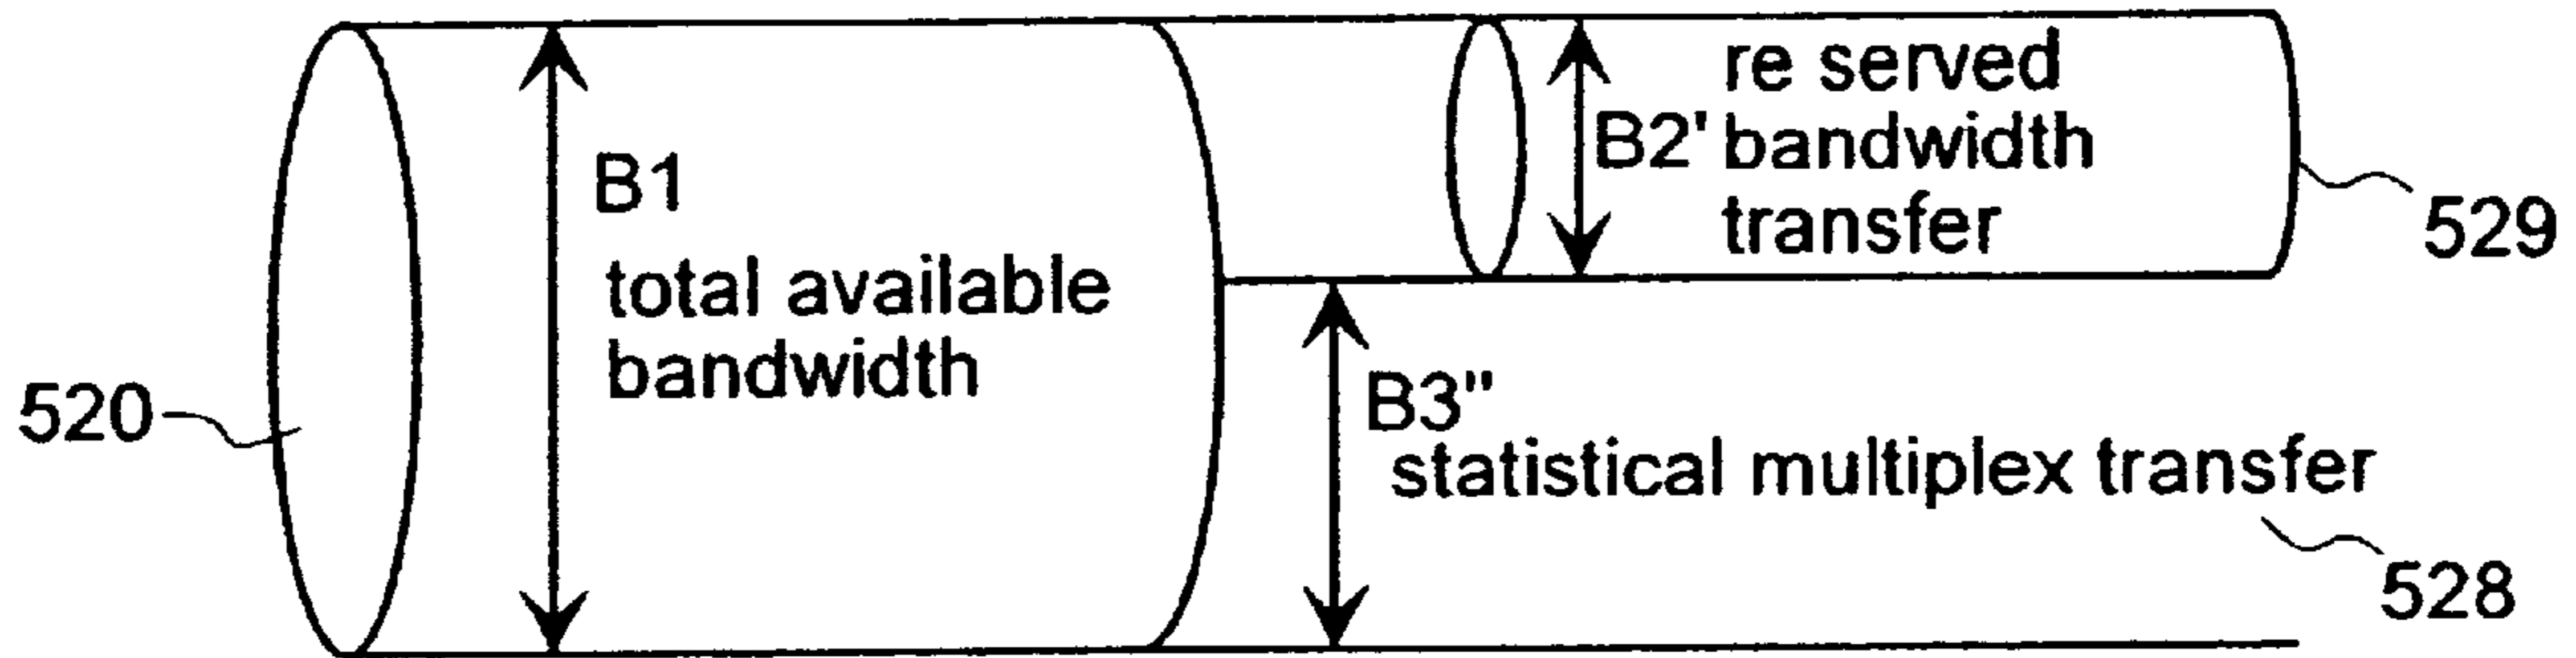 520
B1
total available
bandwidth
B2'
re served
bandwidth
transfer
529
B3"
statistical multiplex transfer
528